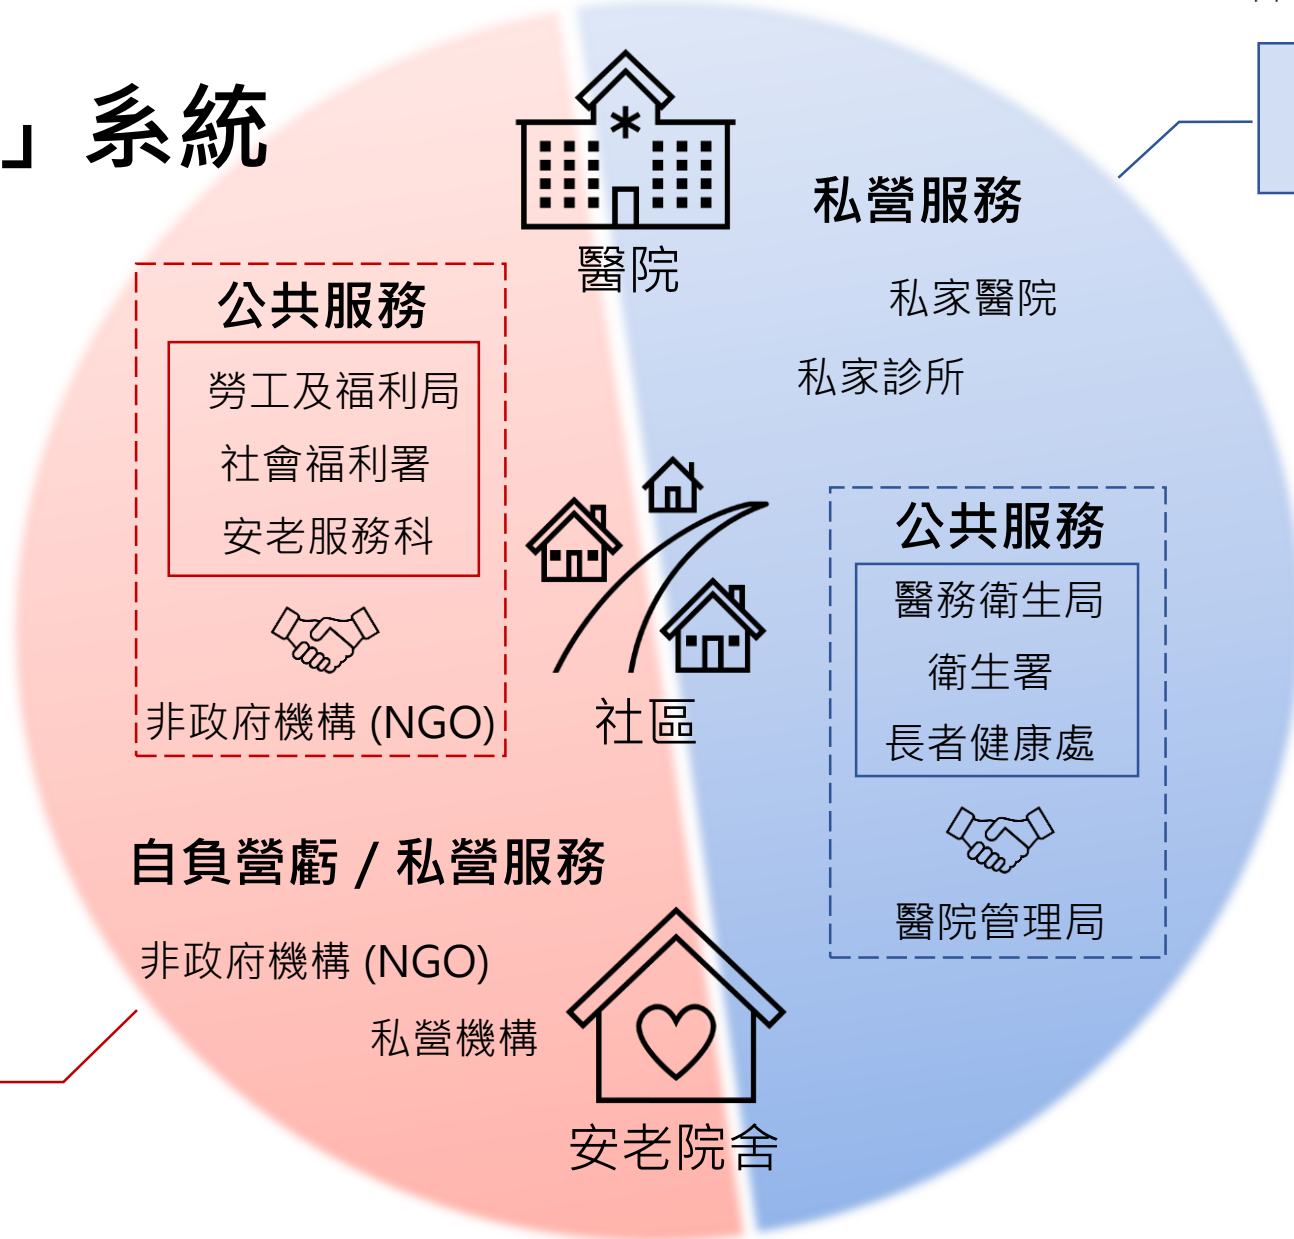 」系統
醫院
公共服務
勞工及福利局
社會福利署
安老服務科
非政府機構 (NGO)
自負營虧 / 私營服務
非政府機構 (NGO)
私營機構
社區
安老院舍
私營服務
私家醫院
私家診所
公共服務
醫務衞生局
衞生署
長者健康處
醫院管理局